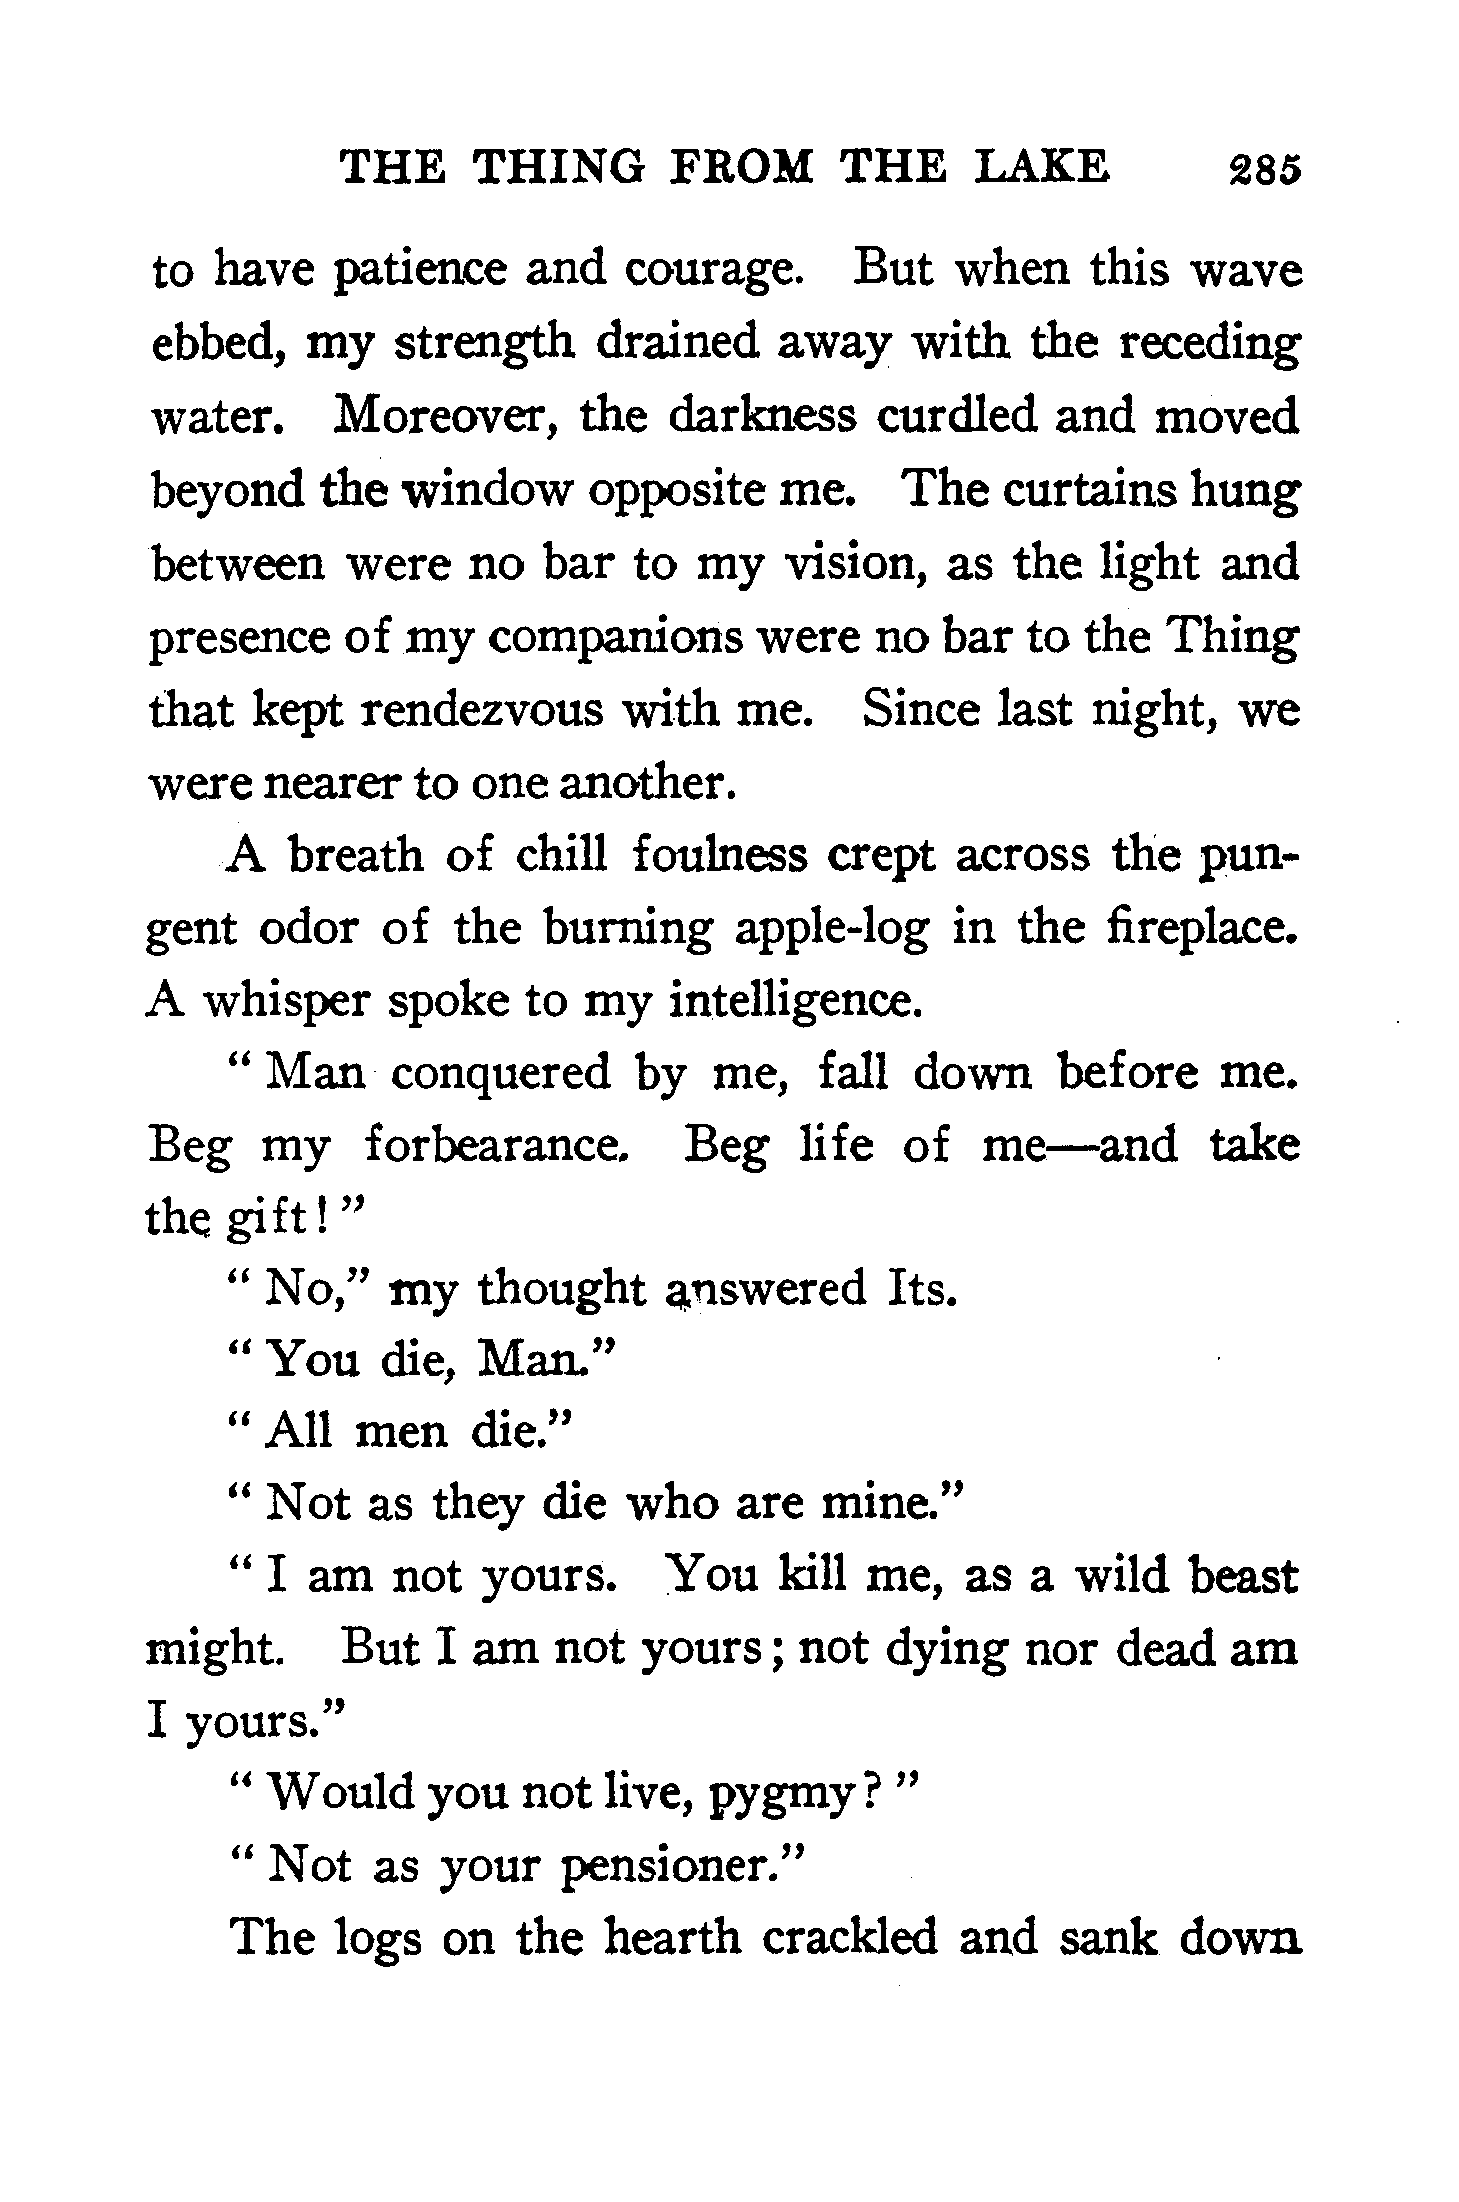 THE THING FROM THE LAKE 285
to have patience and courage. But when this wave
ebbed, my strength drained away with the receding
water. Moreover, the darkness curdled and moved
beyond the window opposite me. The curtains hung
between were no bar to my vision, as the light and
presence of my companions were no bar to the Thing
that kept rendezvous with me. Since last night, we
were nearer to one another.
A breath of chill foulness crept across the pun-
gent odor of the burning apple-log in the fireplace.
A whisper spoke to my intelligence.
“ Man conquered by me, fall down before me.
Beg my forbearance. Beg life of me—and take
the gift! ”
“ No,” my thought answered Its.
“ You die, Man.”
“ All men die.”
“ Not as they die who are mine.”
“ I am not yours. You kill me, as a wild beast
might. But I am not yours; not dying nor dead am
I yours.”
“ Would you not live, pygmy? ”
“ Not as your pensioner.”
The logs on the hearth crackled and sank down